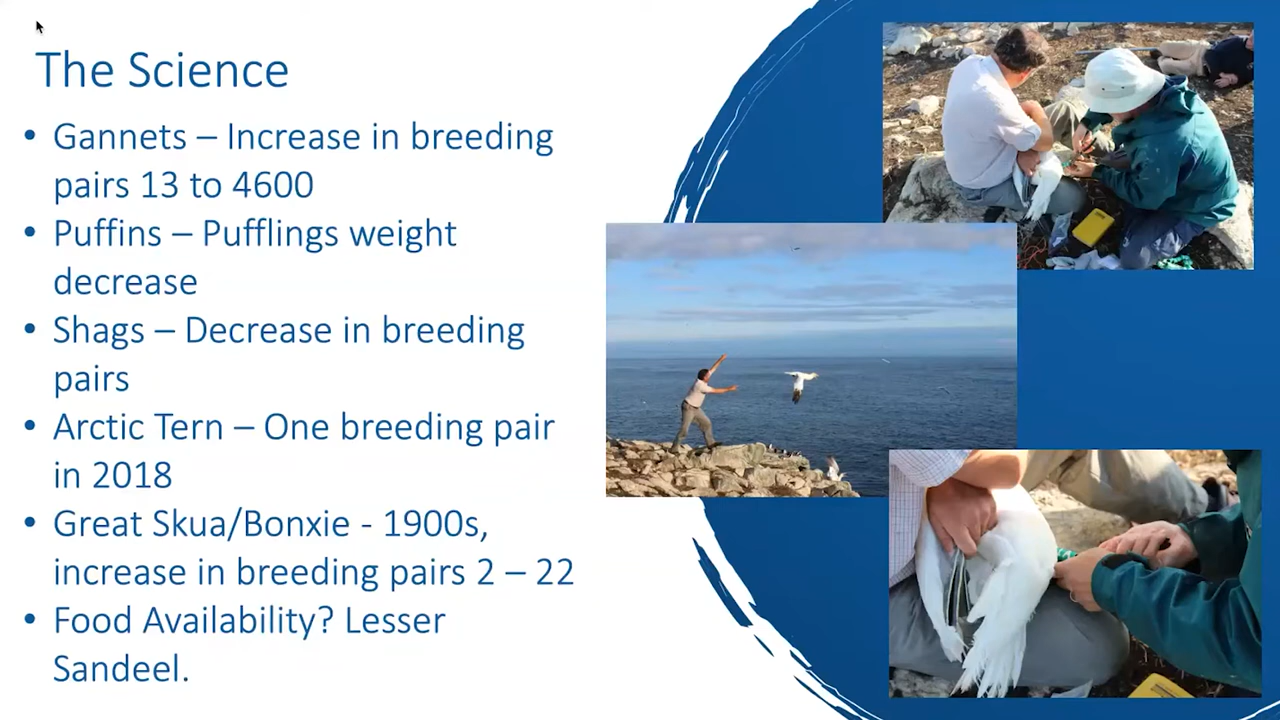 The Science
• Gannets – Increase in breeding
pairs 13 to 4600
• Puffins – Pufflings weight
decrease
• Shags – Decrease in breeding
pairs
• Arctic Tern – One breeding pair
in 2018
• Great Skua/Bonxie - 1900s,
increase in breeding pairs 2 – 22
• Food Availability? Lesser
Sandeel.